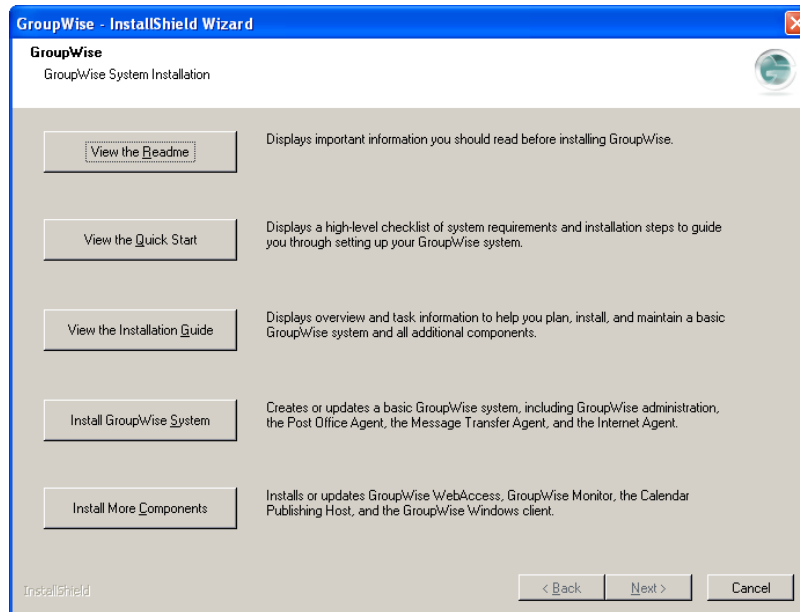 GroupWise - InstallShield Wizard
GroupWise
GroupWise System Installation
View the Readme
Displays important information you should read before installing GroupWise.
View the Quick Start
Displays a high-level checklist of system requirements and installation steps to guide
you through setting up your GroupWise system.
View the Installation Guide
Displays overview and task information to help you plan, install, and maintain a basic
GroupWise system and all additional components.
Install GroupWise System
Creates or updates a basic GroupWise system, including GroupWise administration,
the Post Office Agent, the Message Transfer Agent, and the Internet Agent.
Install More Components
Installs or updates GroupWise WebAccess, GroupWise Monitor, the Calendar
Publishing Host, and the GroupWise Windows client.
InstallShield
< Back
Next >
Cancel